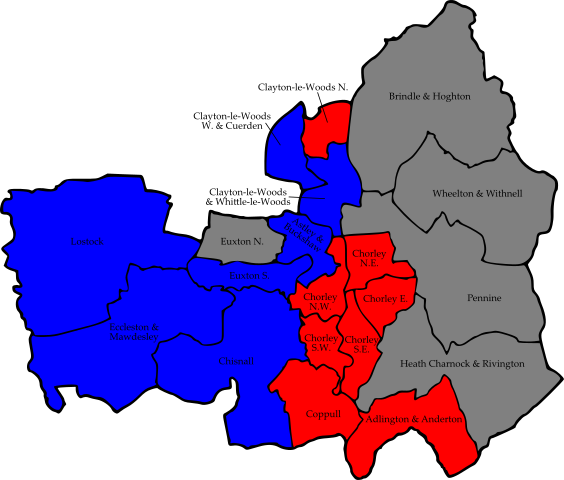 Clayton-le-Woods N.
Brindle & Hoghton
Clayton-le-Woods
W. & Cuerden
Clayton-le-Woods
& Whittle-le-Woods
Wheelton & Withnell
Lostock
Euxton N.
Astley &
Buckshaw
Chorley
N.E.
Euxton S.
Chorley
N.W.
Chorley E.
Pennine
Eccleston &
Mawdesley
Chorley
S.W.
Chorley
S.E.
Chisnall
Heath Charnock & Rivington
Coppull
Adlington & Anderton